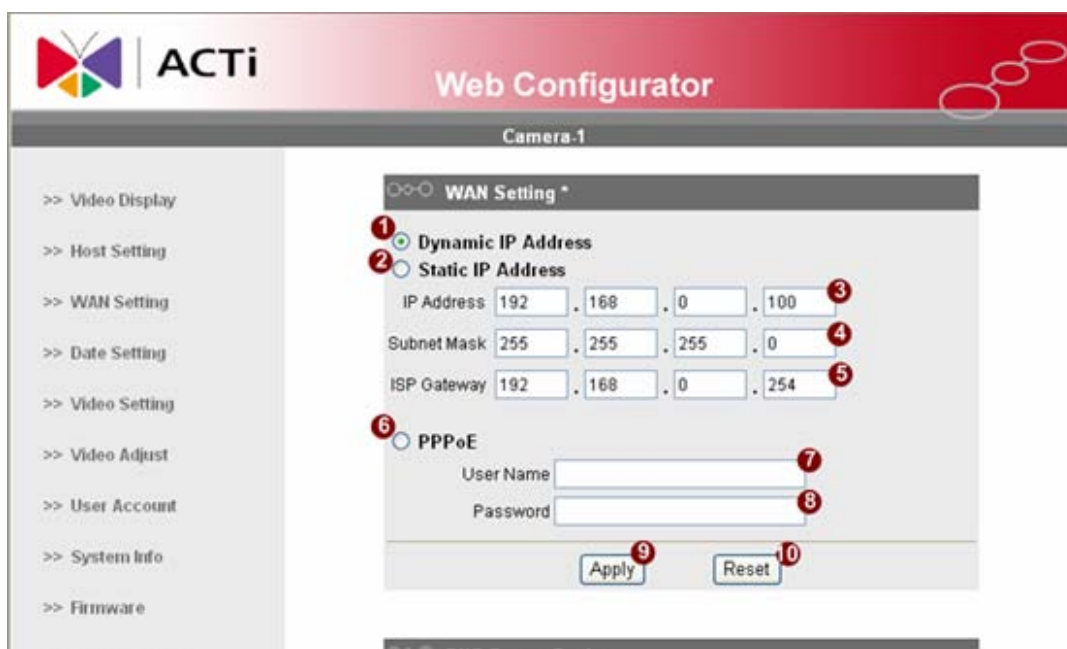 ACTi
Web Configurator
Camera-1
>> Video Display
>> Host Setting
>> WAN Setting
>> Date Setting
>> Video Setting
>> Video Adjust
>> User Account
>> System Info
>> Firmware
WAN Setting *
1 Dynamic IP Address
2 Static IP Address
IP Address 192 . 168 . 0 . 100 3
Subnet Mask 255 . 255 . 255 . 0 4
ISP Gateway 192 . 168 . 0 . 254 5
6 PPPoE
User Name 7
Password 8
Apply 9 Reset 10